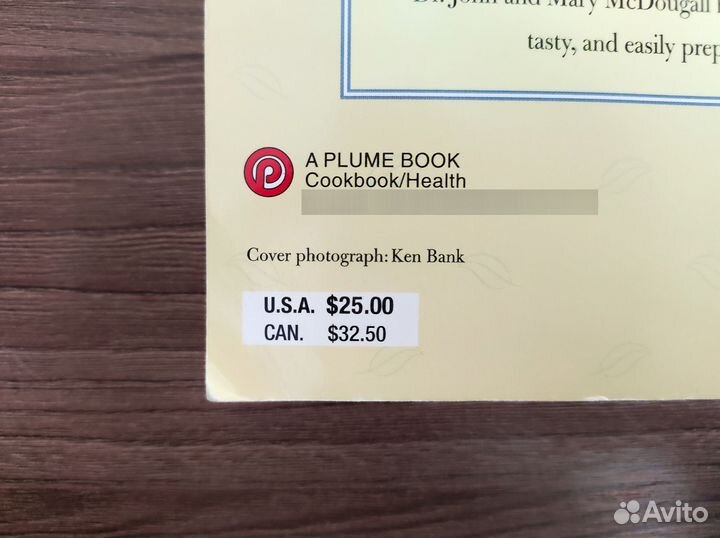 Dr. John and Mary McDougall
tasty, and easily prep
A PLUME BOOK
Cookbook/Health
Cover photograph: Ken Bank
U.S.A. $25.00
CAN. $32.50
Avito